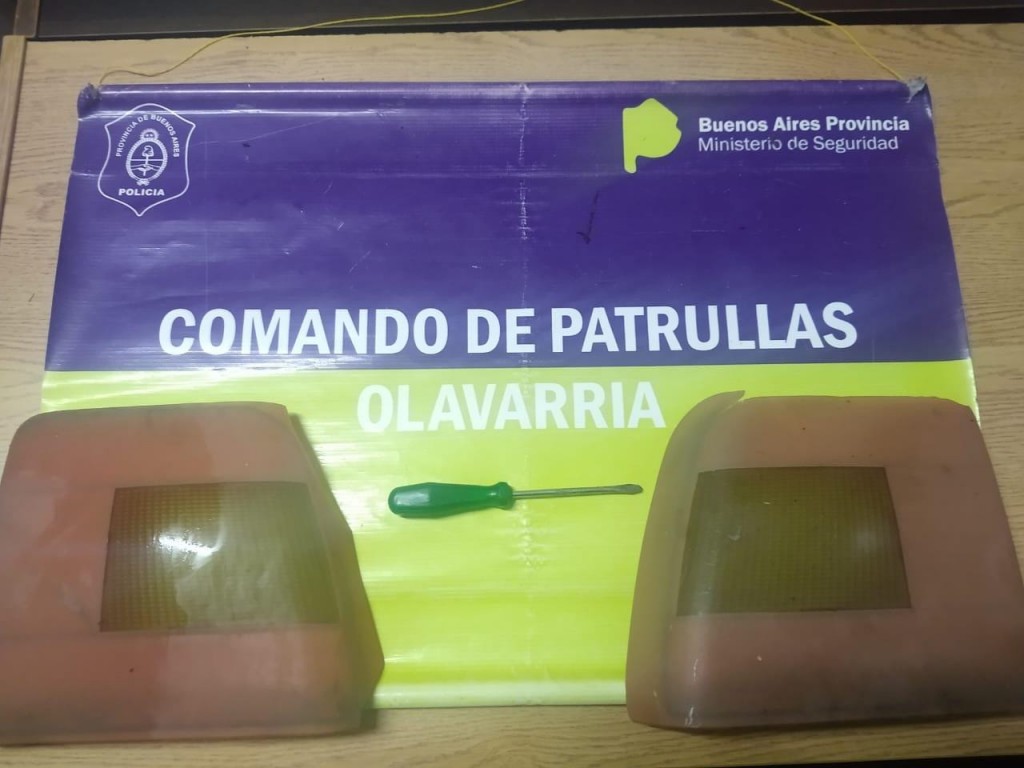 PROVINCIA DE BUENOS AIRES
POLICIA
Buenos Aires Provincia
Ministerio de Seguridad
COMANDO DE PATRULLAS
OLAVARRIA